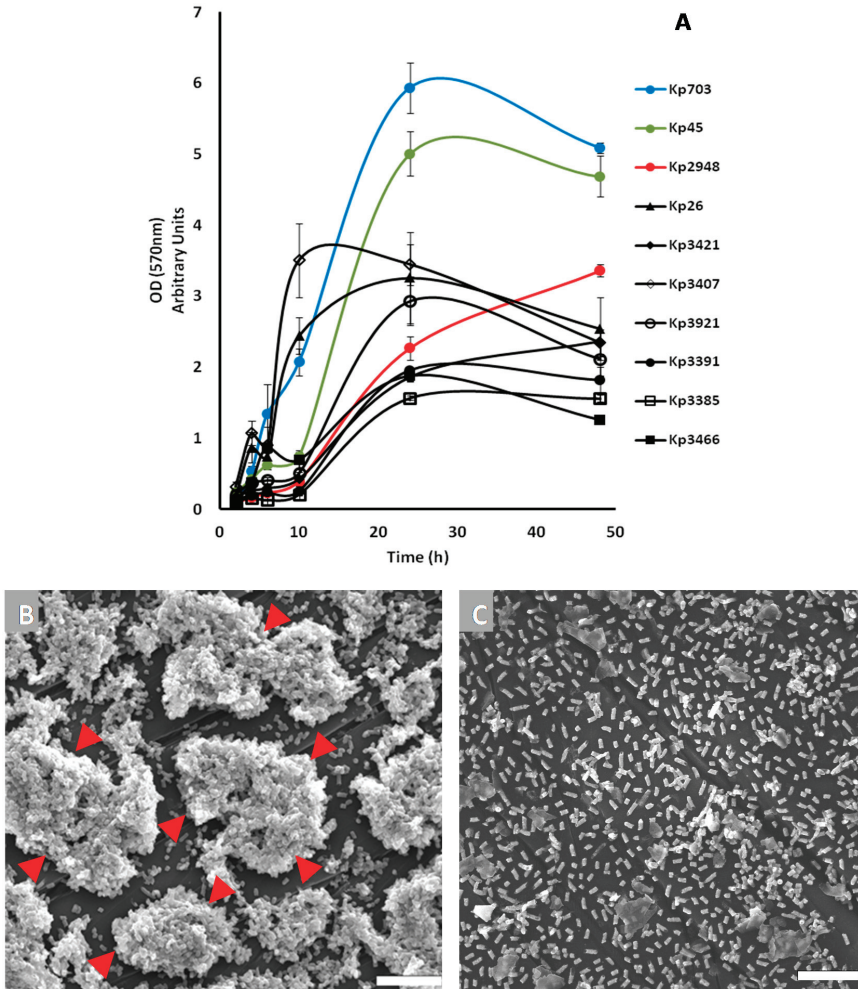 A
7
6
5
4
3
2
1
0
OD (570nm)
Arbitrary Units
0 10 20 30 40 50
Time (h)
Kp703
Kp45
Kp2948
Kp26
Kp3421
Kp3407
Kp3921
Kp3391
Kp3385
Kp3466
B
C